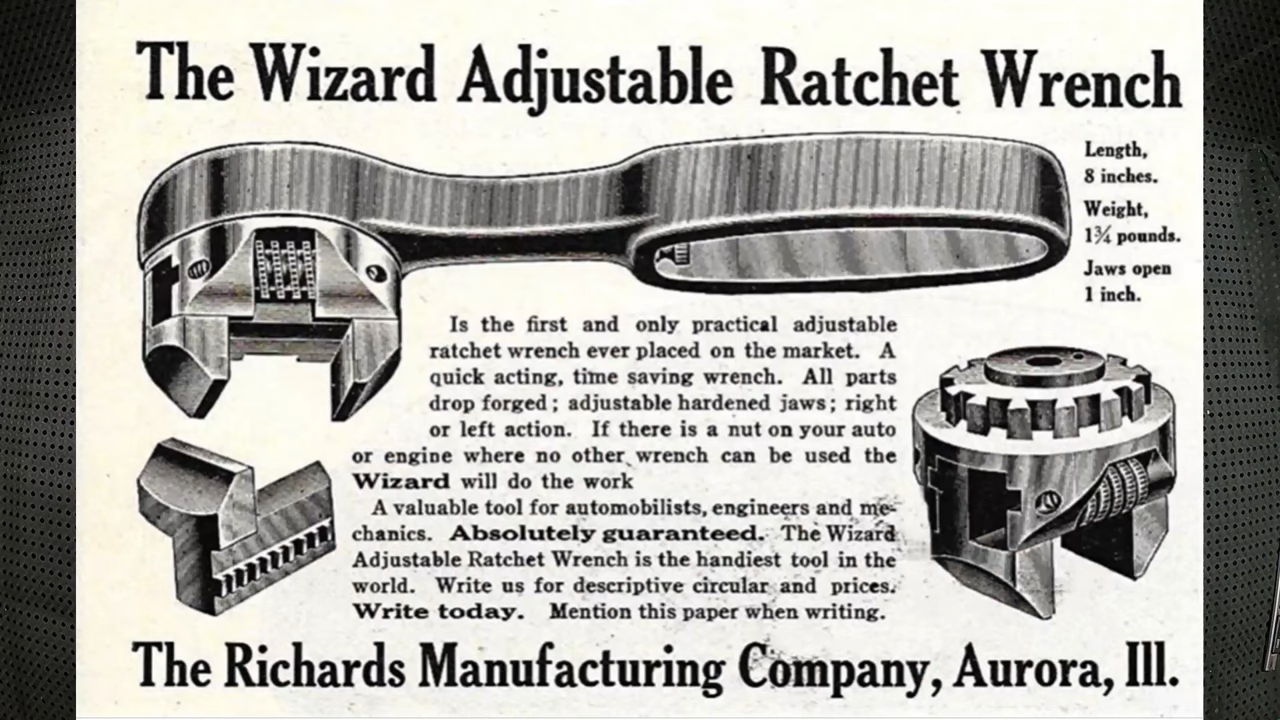 The Wizard Adjustable Ratchet Wrench
Length,
8 inches.
Weight,
1¾ pounds.
Jaws open
1 inch.
Is the first and only practical adjustable
ratchet wrench ever placed on the market. A
quick acting, time saving wrench. All parts
drop forged; adjustable hardened jaws; right
or left action. If there is a nut on your auto
or engine where no other wrench can be used the
Wizard will do the work
A valuable tool for automobilists, engineers and me-
chanics. Absolutely guaranteed. The Wizard
Adjustable Ratchet Wrench is the handiest tool in the
world. Write us for descriptive circular and prices.
Write today. Mention this paper when writing.
The Richards Manufacturing Company, Aurora, Ill.